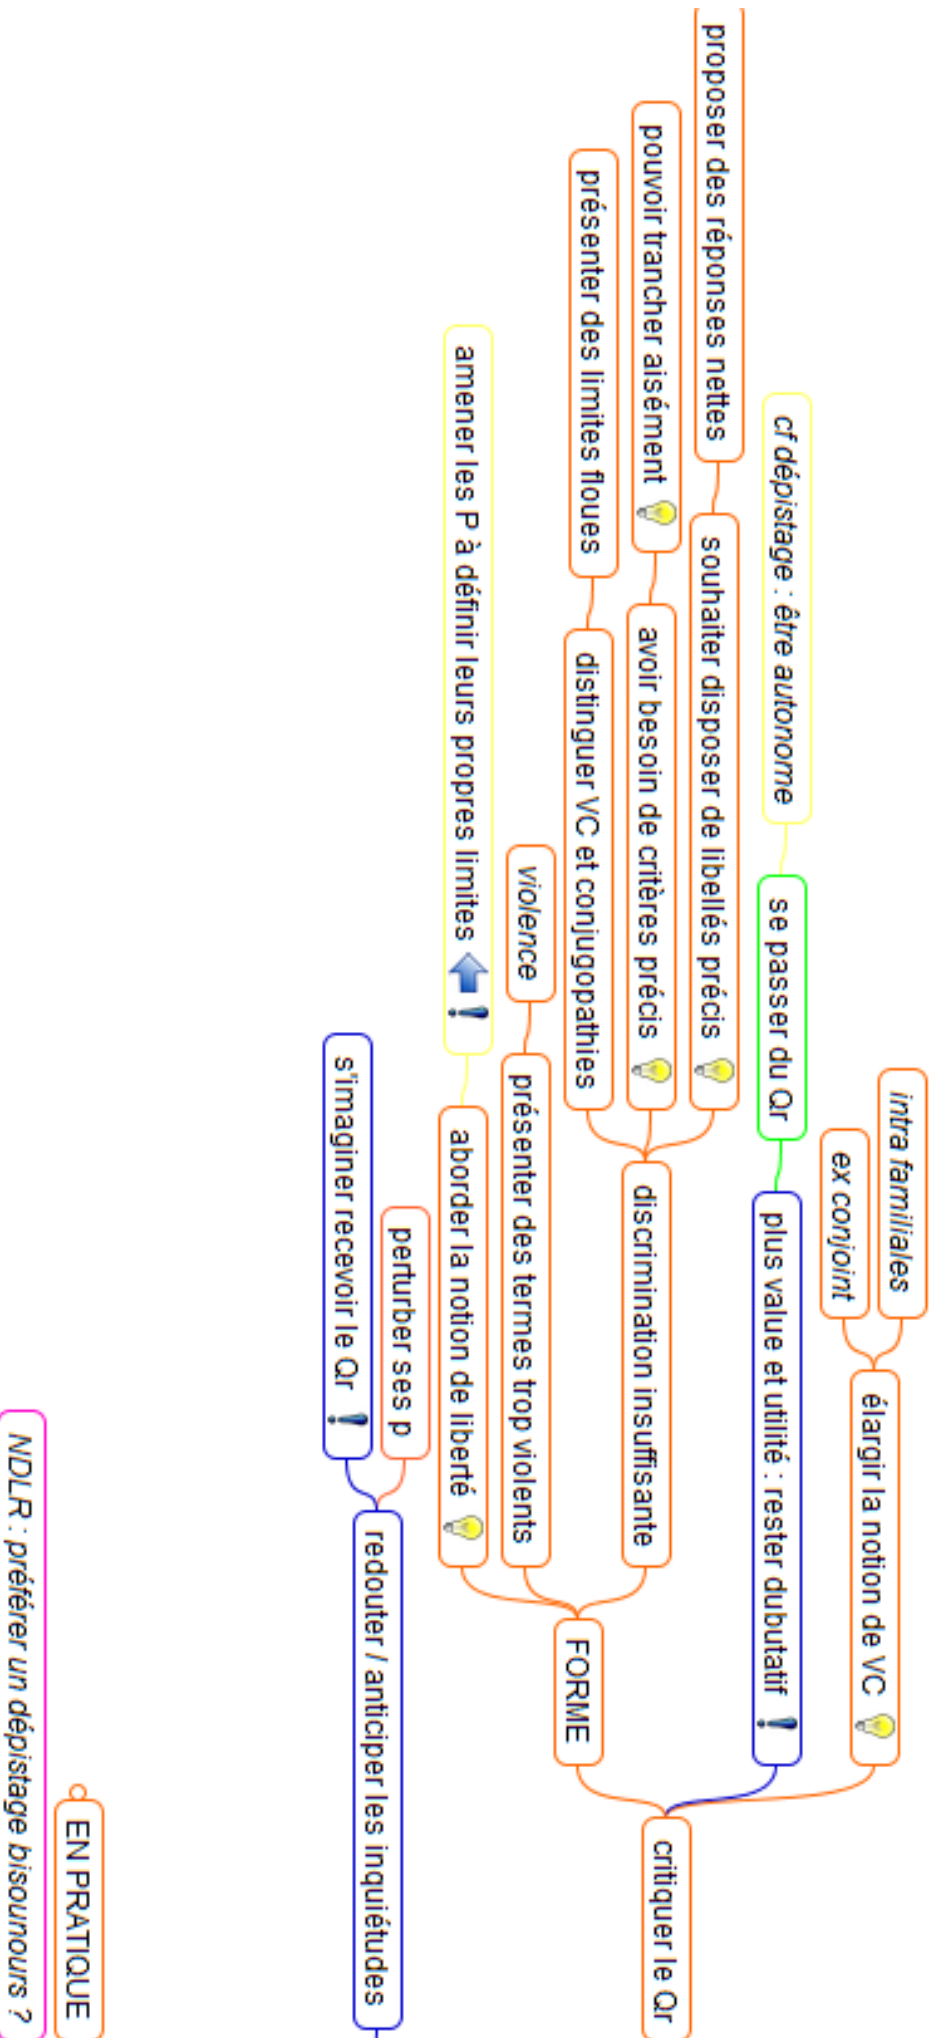 intra familiales
ex conjoint
élargir la notion de VC
cf dépistage : être autonome
se passer du Qr
plus value et utilité : rester dubutatif
proposer des réponses nettes
souhaiter disposer de libellés précis
pouvoir trancher aisément
avoir besoin de critères précis
présenter des limites floues
distinguer VC et conjugopathies
discrimination insuffisante
violence
présenter des termes trop violents
amener les P à définir leurs propres limites
aborder la notion de liberté
FORME
critiquer le Qr
perturber ses p
s'imaginer recevoir le Qr
redouter / anticiper les inquiétudes
EN PRATIQUE
NDLR : préférer un dépistage bisounours ?